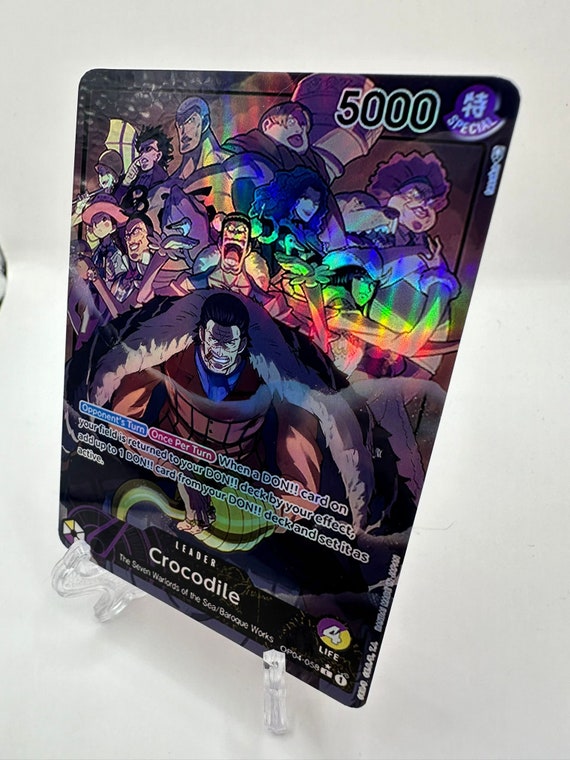 5000
特
SPECIAL
Opponent's Turn Once Per Turn When a DON!! card on
your field is returned to your DON!! deck by your effect,
add up to 1 DON!! card from your DON!! deck and set it as
active.
LEADER
Crocodile
The Seven Warlords of the Sea/Baroque Works
OP04-058 L
4
LIFE